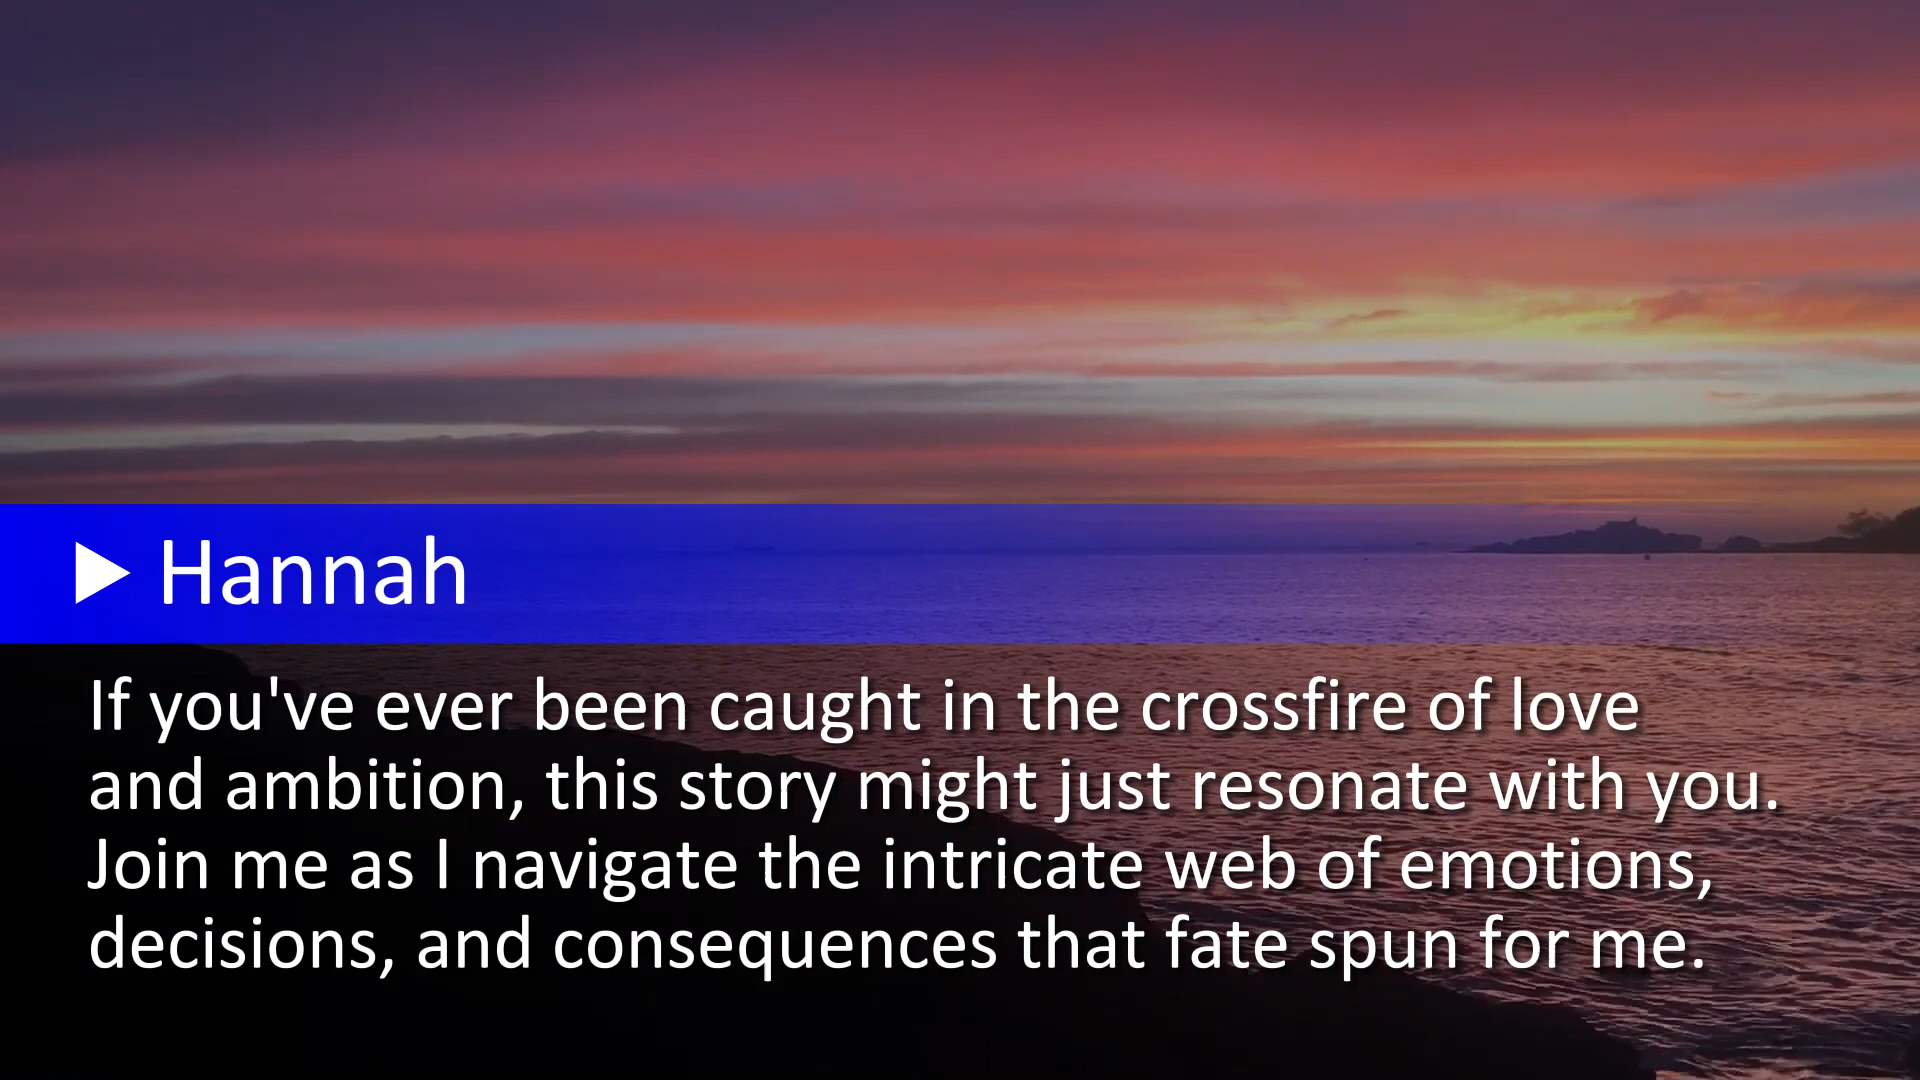 Hannah
If you've ever been caught in the crossfire of love
and ambition, this story might just resonate with you.
Join me as I navigate the intricate web of emotions,
decisions, and consequences that fate spun for me.